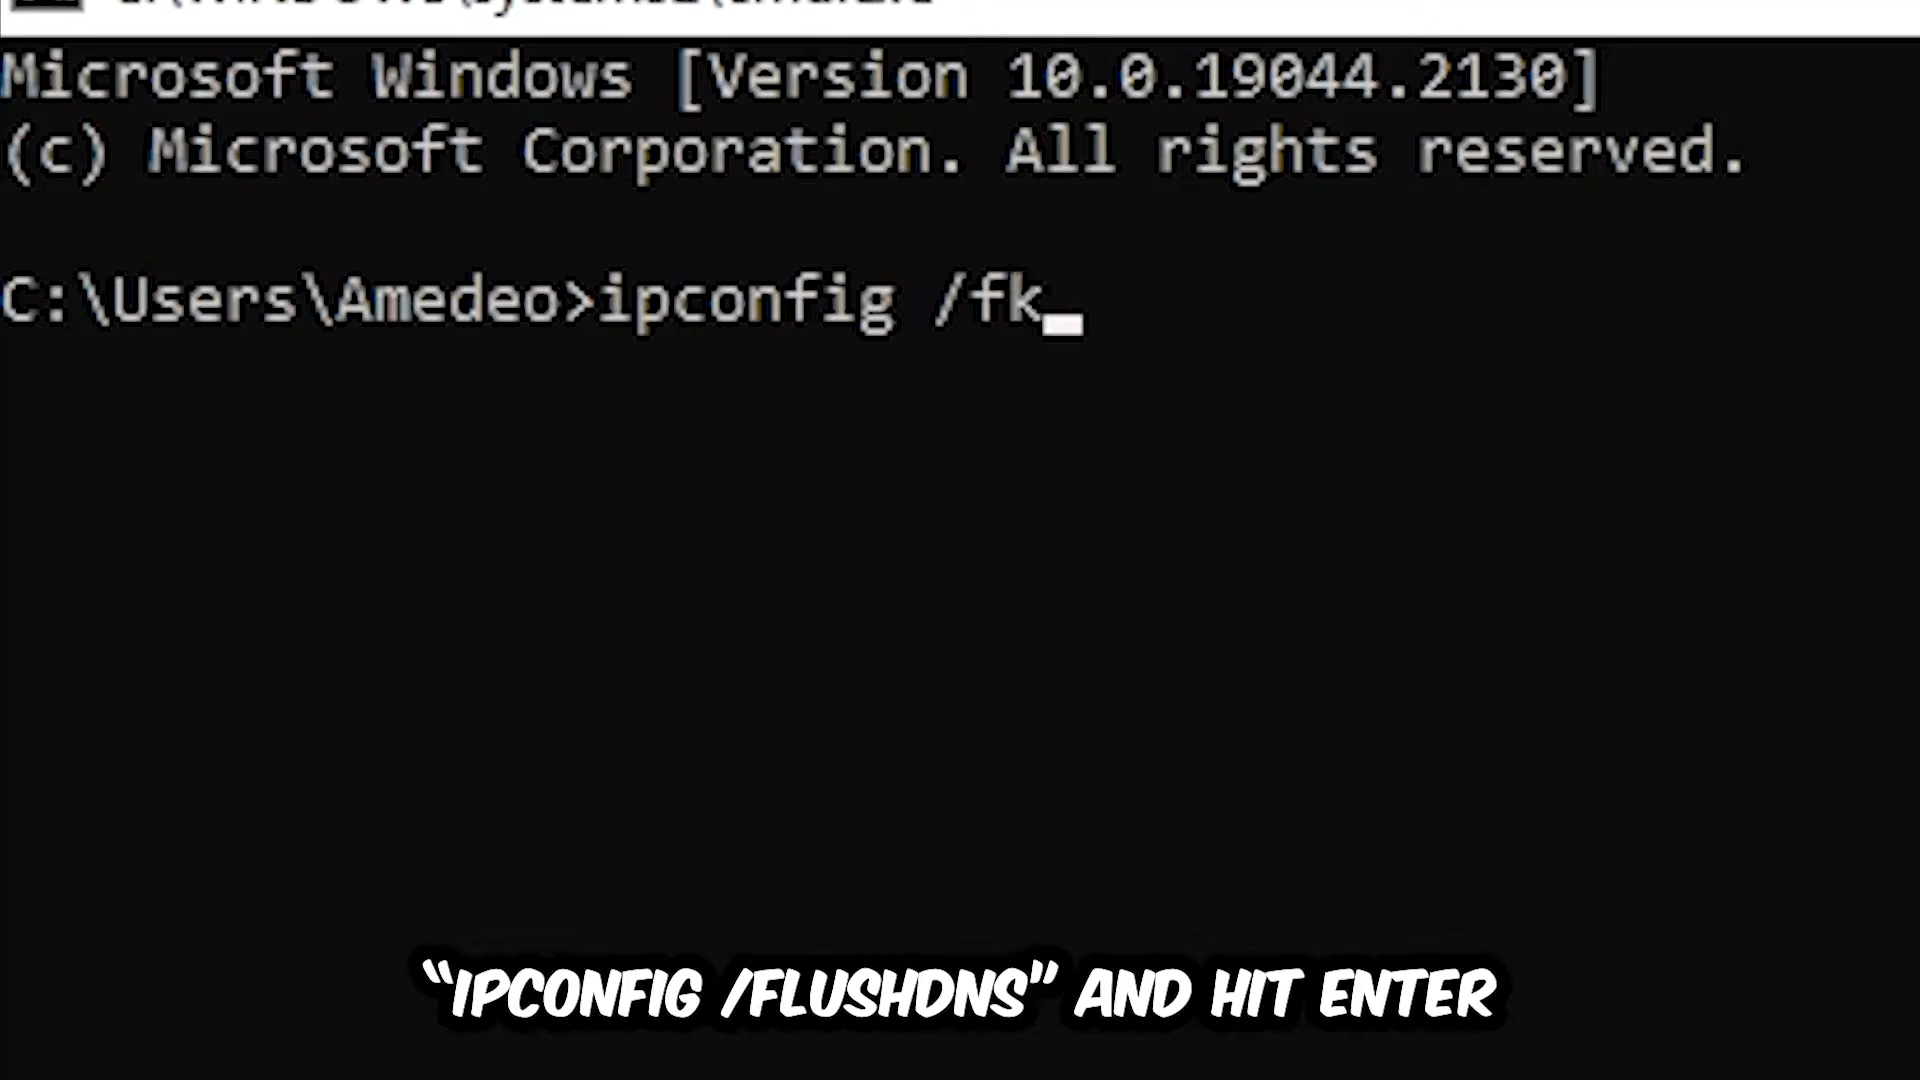 Microsoft Windows [Version 10.0.19044.2130]
(c) Microsoft Corporation. All rights reserved.
C:\Users\Amedeo>ipconfig /fk
“IPCONFIG /FLUSHDNS” AND HIT ENTER